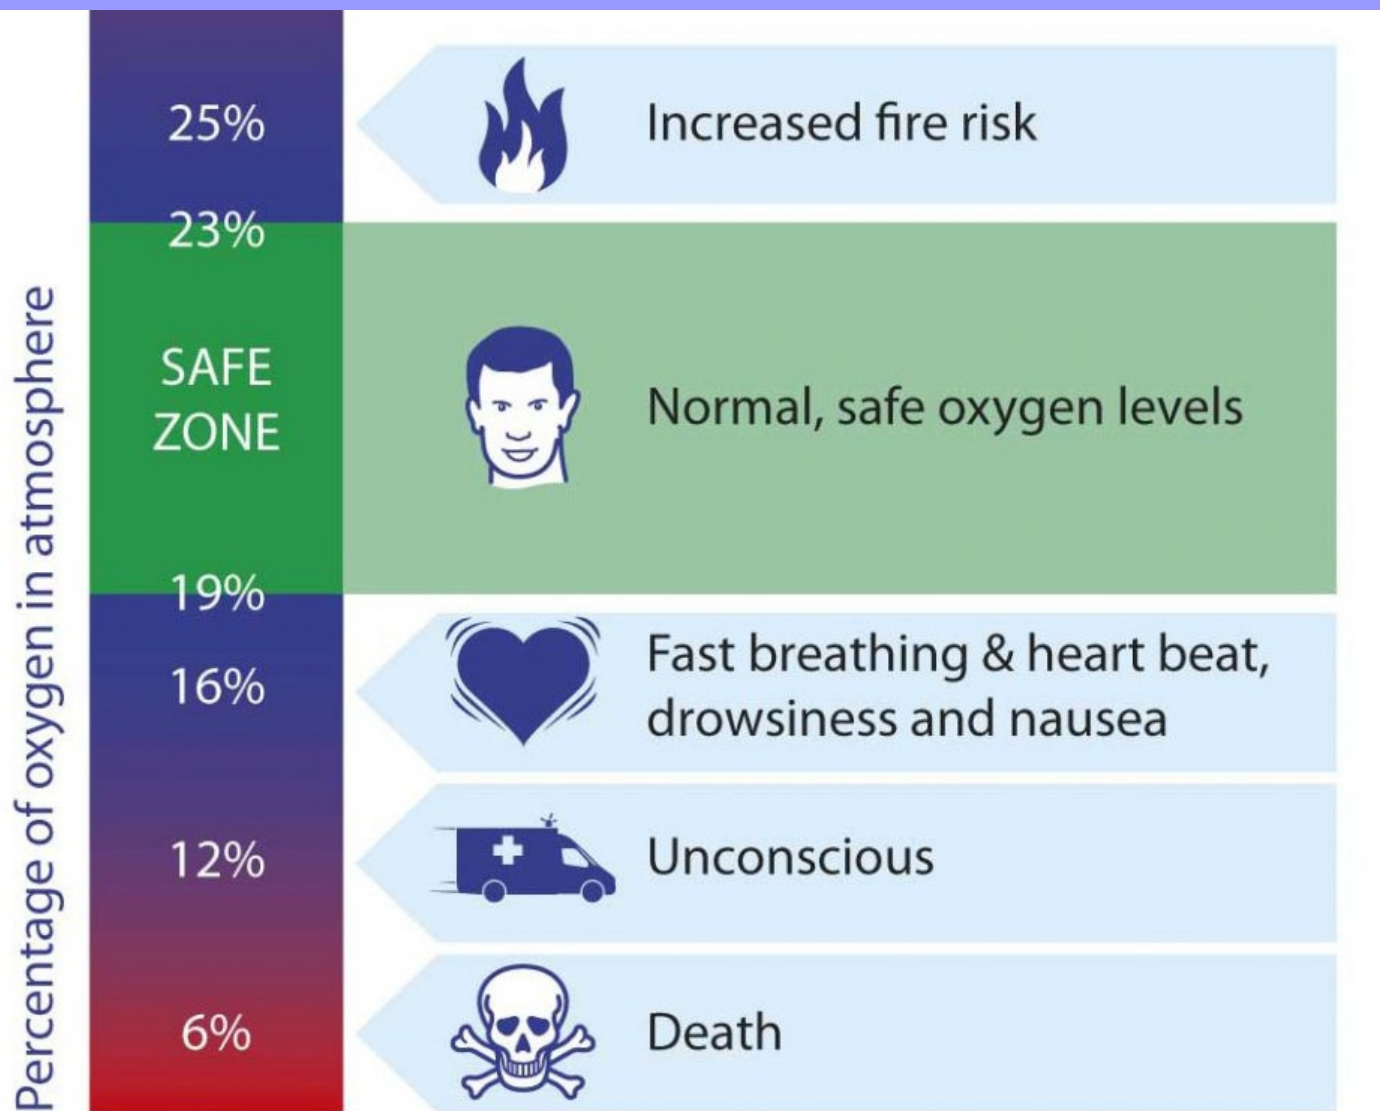 Percentage of oxygen in atmosphere
25%
Increased fire risk
23%
SAFE
ZONE
Normal, safe oxygen levels
19%
16%
Fast breathing & heart beat,
drowsiness and nausea
12%
Unconscious
6%
Death